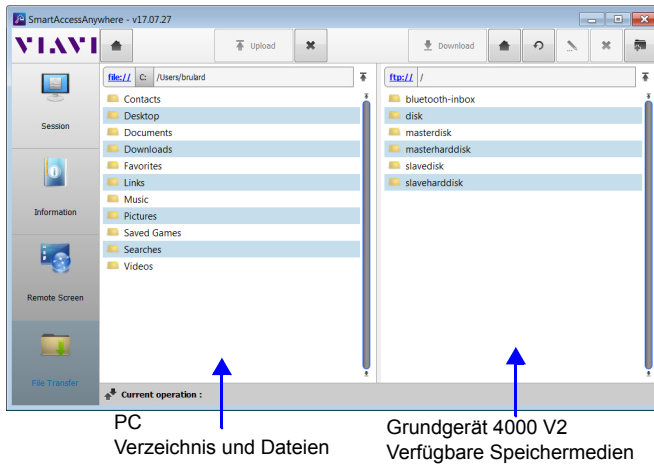 SmartAccessAnywhere - v17.07.27
VIAVI
Upload
Download
file:// C: /Users/brulard
ftp:// /
Session
Information
Remote Screen
File Transfer
Contacts
Desktop
Documents
Downloads
Favorites
Links
Music
Pictures
Saved Games
Searches
Videos
bluetooth-inbox
disk
masterdisk
masterharddisk
slavedisk
slaveharddisk
Current operation :
PC
Verzeichnis und Dateien
Grundgerät 4000 V2
Verfügbare Speichermedien